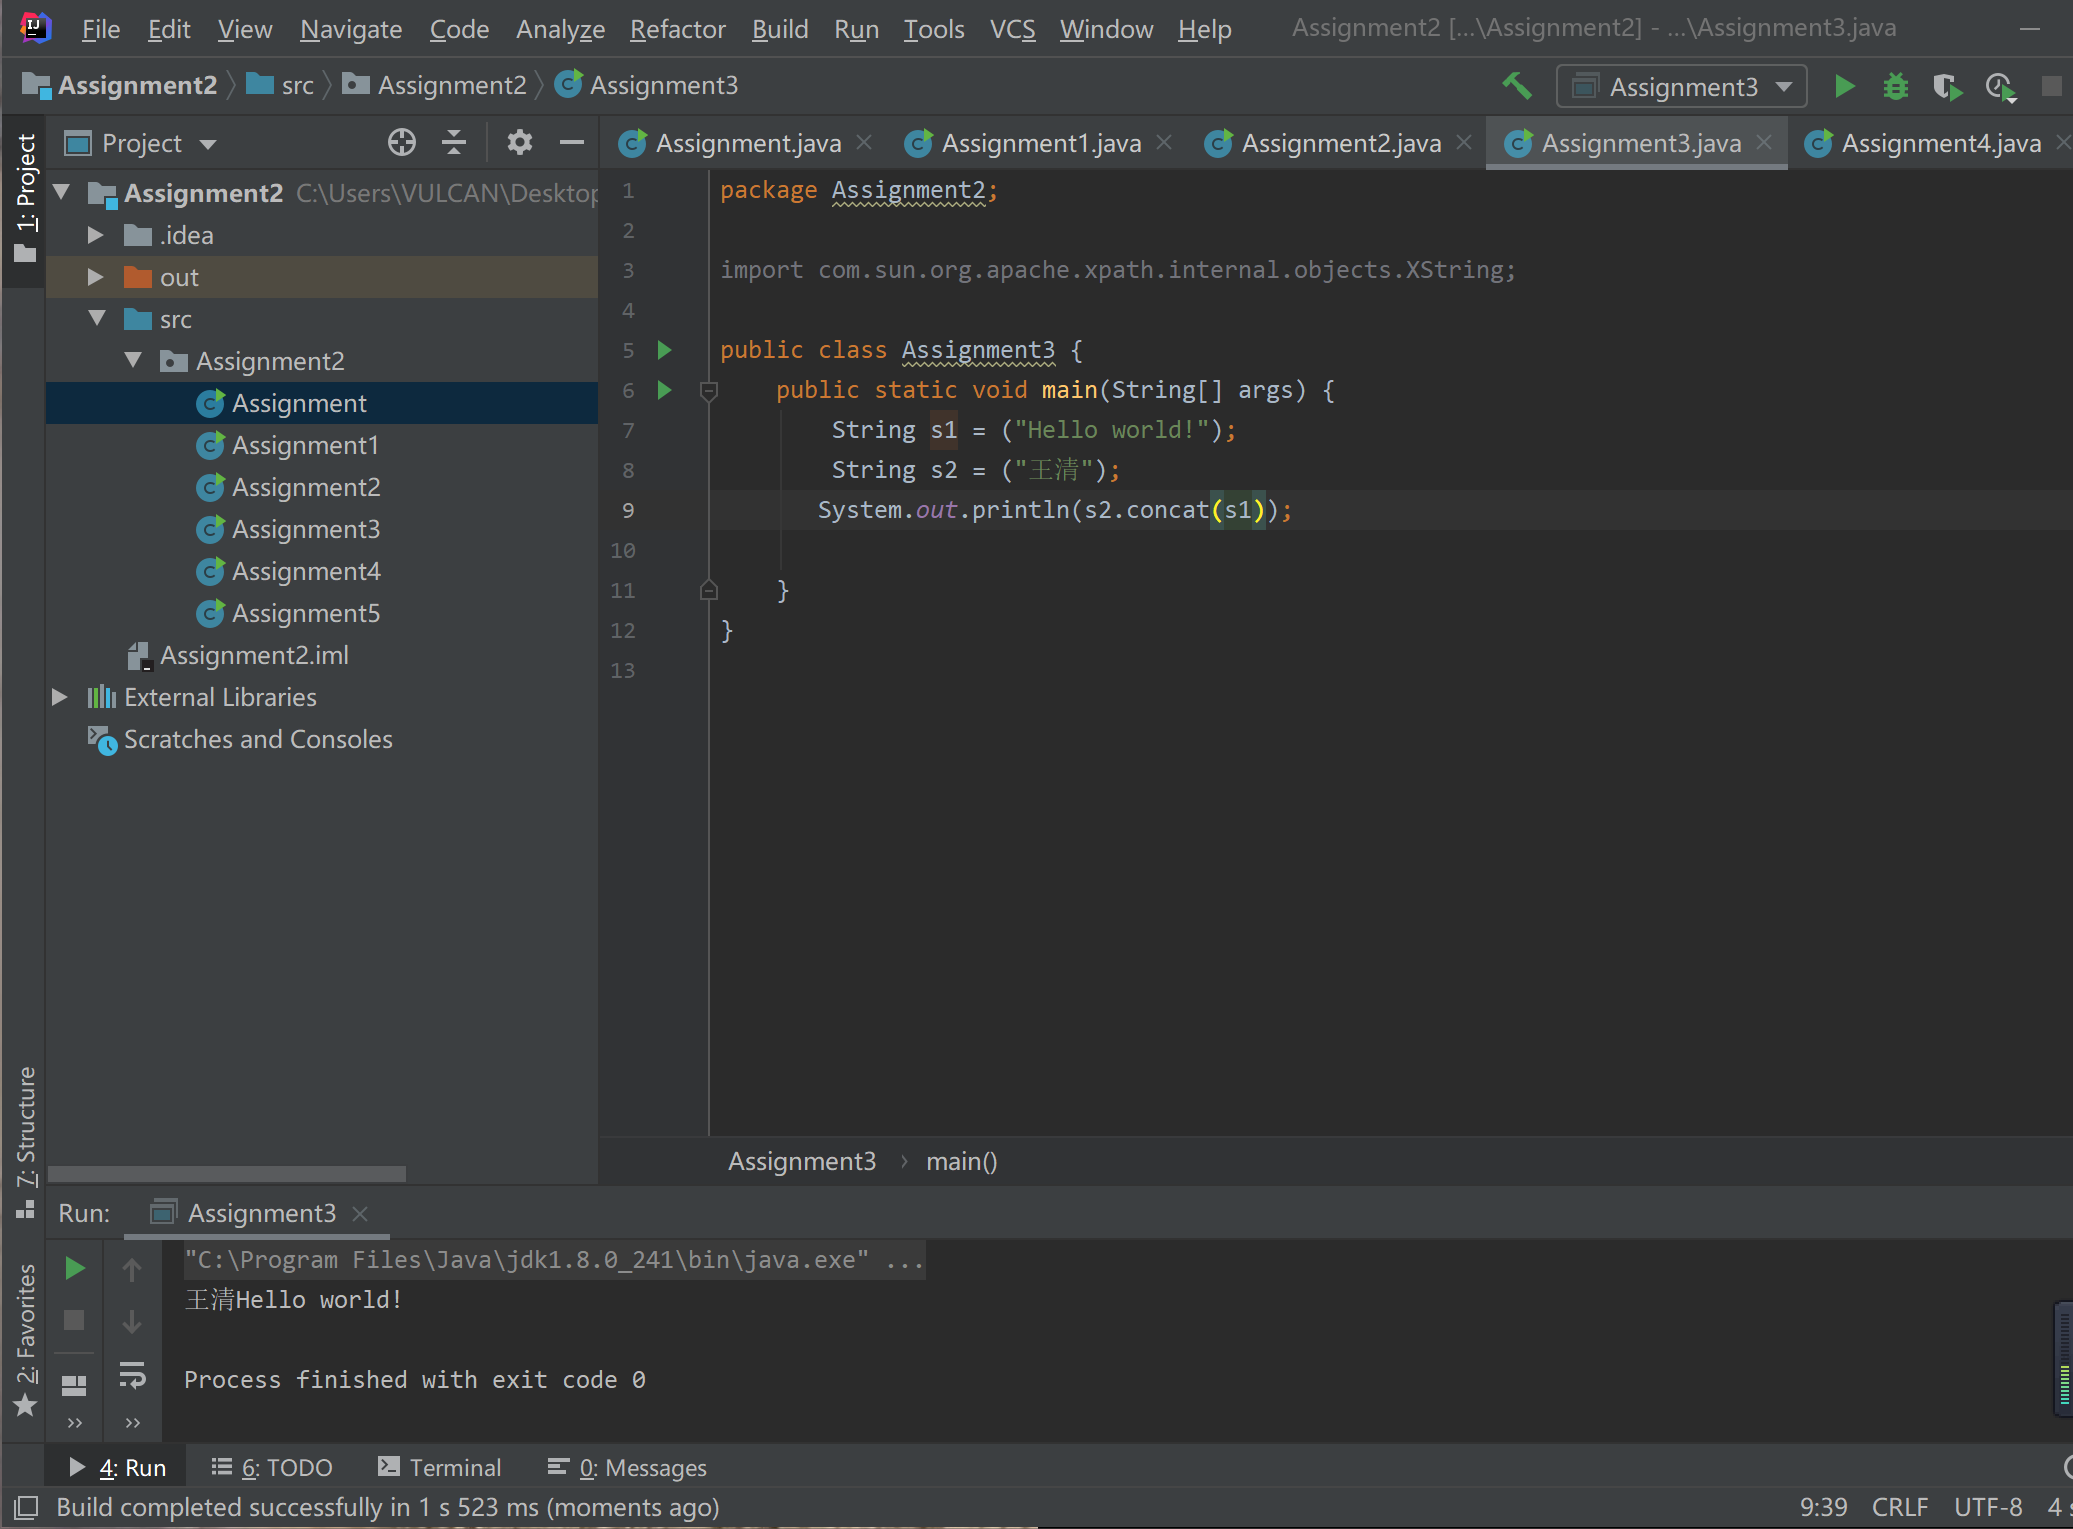 File Edit View Navigate Code Analyze Refactor Build Run Tools VCS Window Help Assignment2 [...\Assignment2] - ...\Assignment3.java
Assignment2 src Assignment2 Assignment3
Assignment3
1: Project
Project
Assignment.java Assignment1.java Assignment2.java Assignment3.java Assignment4.java
Assignment2 C:\Users\VULCAN\Desktop
.idea
out
src
Assignment2
Assignment
Assignment1
Assignment2
Assignment3
Assignment4
Assignment5
Assignment2.iml
External Libraries
Scratches and Consoles
1 package Assignment2;
2
3 import com.sun.org.apache.xpath.internal.objects.XString;
4
5 public class Assignment3 {
6 public static void main(String[] args) {
7 String s1 = ("Hello world!");
8 String s2 = ("王清");
9 System.out.println(s2.concat(s1));
10
11 }
12 }
13
Assignment3 › main()
7: Structure
2: Favorites
Run: Assignment3
"C:\Program Files\Java\jdk1.8.0_241\bin\java.exe" ...
王清Hello world!
Process finished with exit code 0
4: Run 6: TODO Terminal 0: Messages
Build completed successfully in 1 s 523 ms (moments ago)
9:39 CRLF UTF-8 4